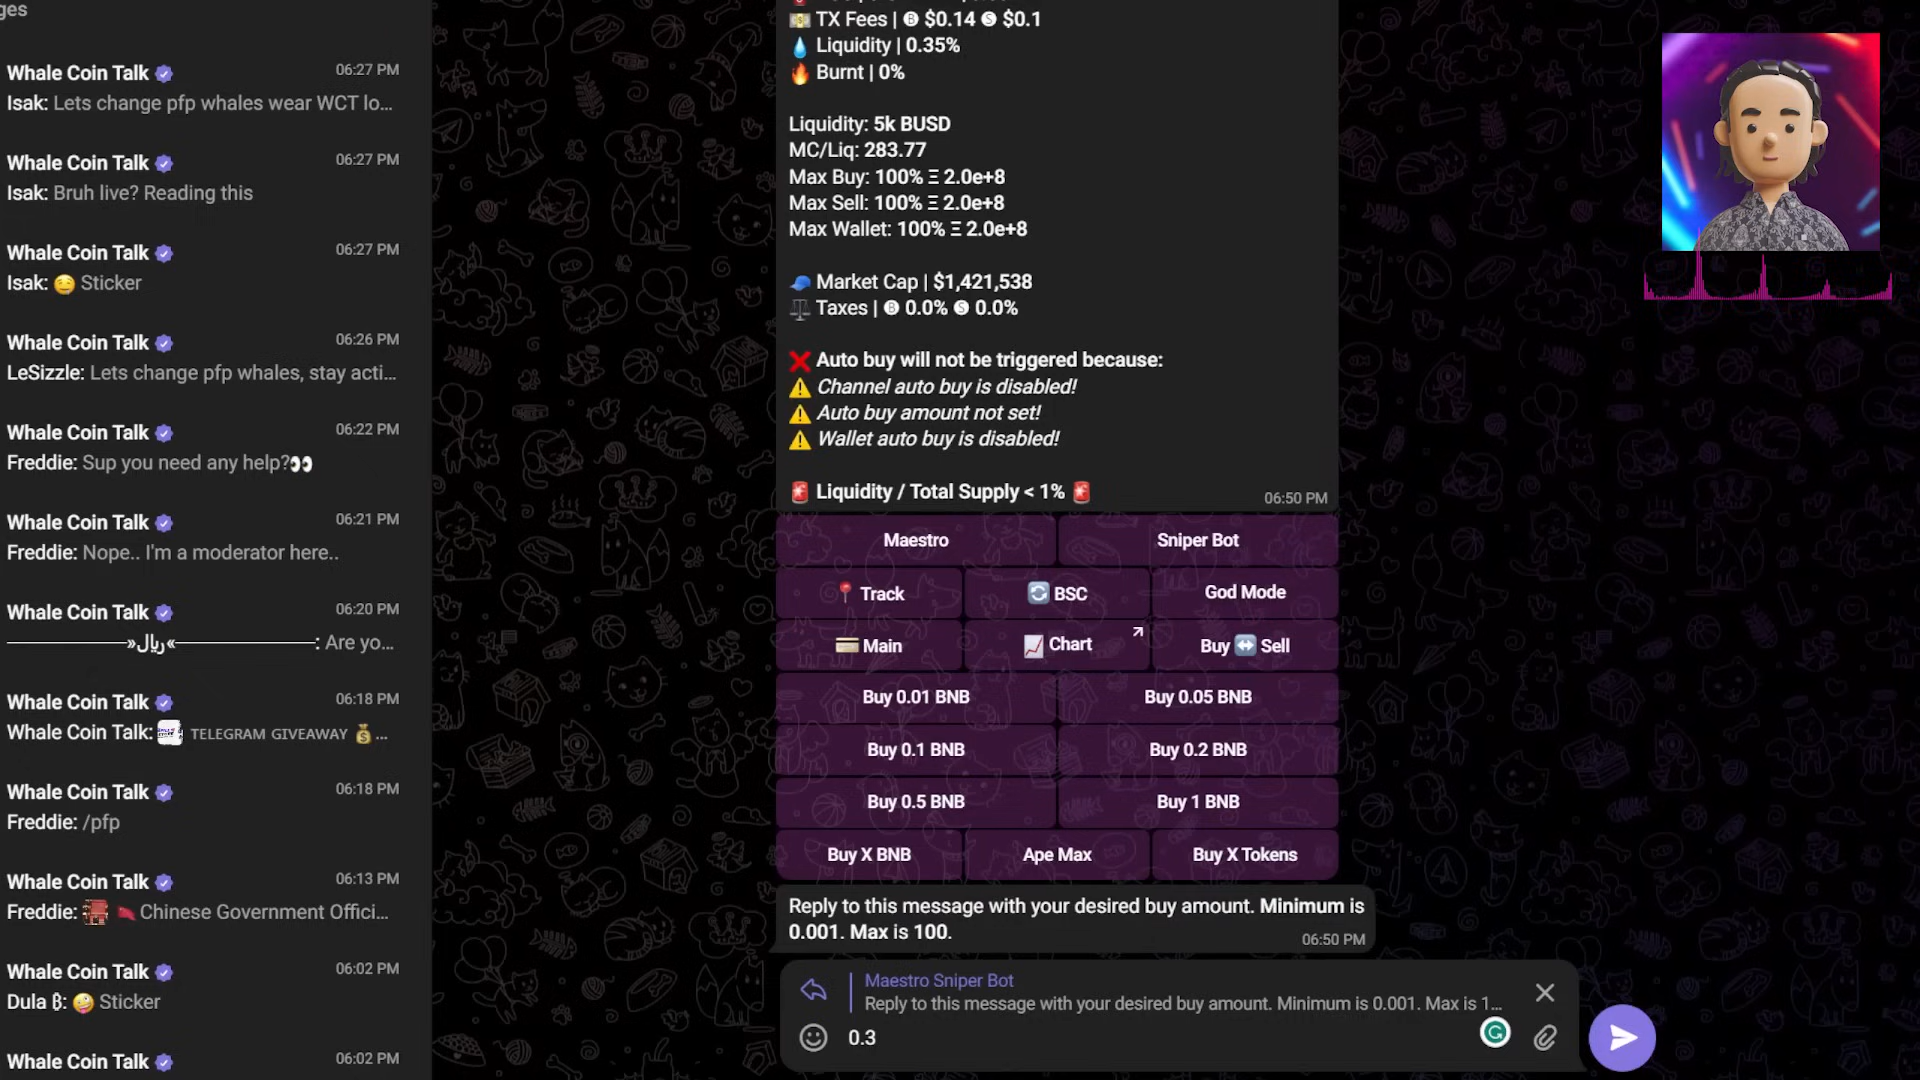 ges
Whale Coin Talk 06:27 PM
Isak: Lets change pfp whales wear WCT lo...
Whale Coin Talk 06:27 PM
Isak: Bruh live? Reading this
Whale Coin Talk 06:27 PM
Isak: 🤤 Sticker
Whale Coin Talk 06:26 PM
LeSizzle: Lets change pfp whales, stay acti...
Whale Coin Talk 06:22 PM
Freddie: Sup you need any help?👀
Whale Coin Talk 06:21 PM
Freddie: Nope.. I'm a moderator here..
Whale Coin Talk 06:20 PM
———————»ریال«————————: Are yo...
Whale Coin Talk 06:18 PM
Whale Coin Talk: TELEGRAM GIVEAWAY 💰...
Whale Coin Talk 06:18 PM
Freddie: /pfp
Whale Coin Talk 06:13 PM
Freddie: Chinese Government Offici...
Whale Coin Talk 06:02 PM
Dula ₿: 🤪 Sticker
Whale Coin Talk 06:02 PM
💵 TX Fees | 🅑 $0.14 🅢 $0.1
💧 Liquidity | 0.35%
🔥 Burnt | 0%
Liquidity: 5k BUSD
MC/Liq: 283.77
Max Buy: 100% Ξ 2.0e+8
Max Sell: 100% Ξ 2.0e+8
Max Wallet: 100% Ξ 2.0e+8
🧢 Market Cap | $1,421,538
⚖️ Taxes | 🅑 0.0% 🅢 0.0%
❌ Auto buy will not be triggered because:
⚠️ Channel auto buy is disabled!
⚠️ Auto buy amount not set!
⚠️ Wallet auto buy is disabled!
🚨 Liquidity / Total Supply < 1% 🚨
06:50 PM
Maestro Sniper Bot
📍 Track 🔄 BSC God Mode
💳 Main 📈 Chart Buy ↔️ Sell
Buy 0.01 BNB Buy 0.05 BNB
Buy 0.1 BNB Buy 0.2 BNB
Buy 0.5 BNB Buy 1 BNB
Buy X BNB Ape Max Buy X Tokens
Reply to this message with your desired buy amount. Minimum is
0.001. Max is 100.
06:50 PM
Maestro Sniper Bot
Reply to this message with your desired buy amount. Minimum is 0.001. Max is 1...
0.3